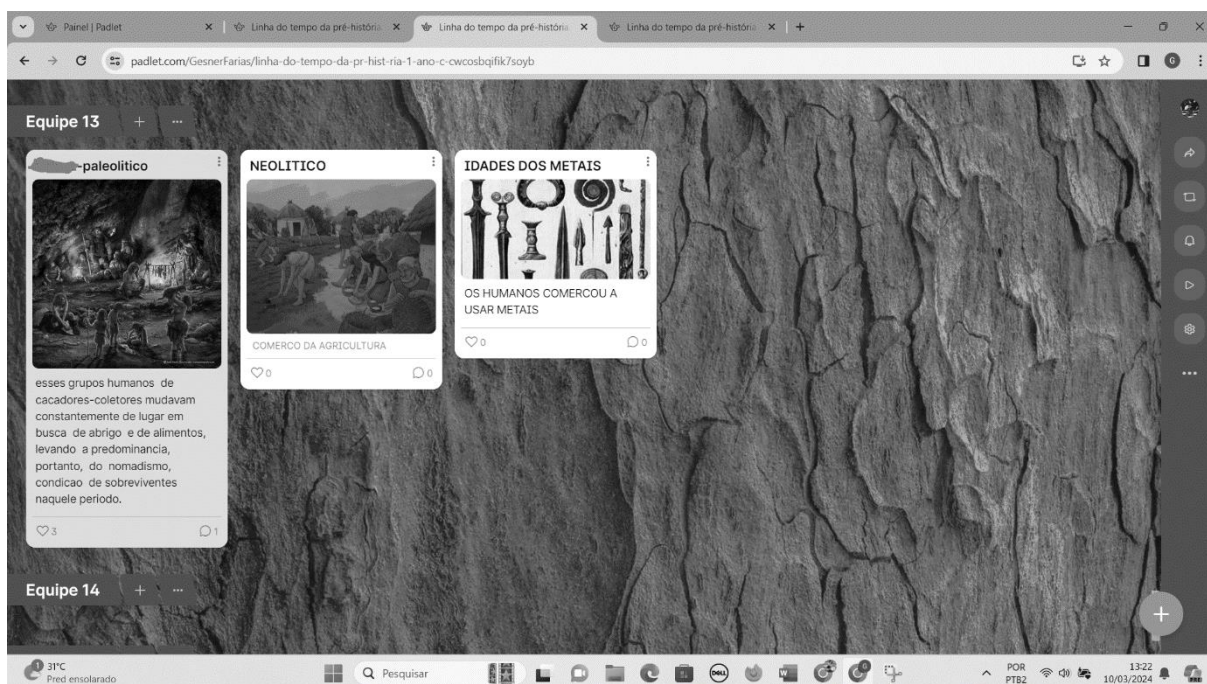 Painel | Padlet
Linha do tempo da pré-história
Linha do tempo da pré-história
Linha do tempo da pré-história
padlet.com/GesnerFarias/linha-do-tempo-da-pr-hist-ria-1-ano-c-cwcosbqifik7soyb
G
Equipe 13
-paleolitico
esses grupos humanos de
cacadores-coletores mudavam
constantemente de lugar em
busca de abrigo e de alimentos,
levando a predominancia,
portanto, do nomadismo,
condicao de sobreviventes
naquele periodo.
3
1
NEOLITICO
COMERCO DA AGRICULTURA
0
0
IDADES DOS METAIS
OS HUMANOS COMERCOU A
USAR METAIS
0
0
Equipe 14
1
31°C
Pred ensolarado
Pesquisar
DELL
POR
PTB2
13:22
10/03/2024